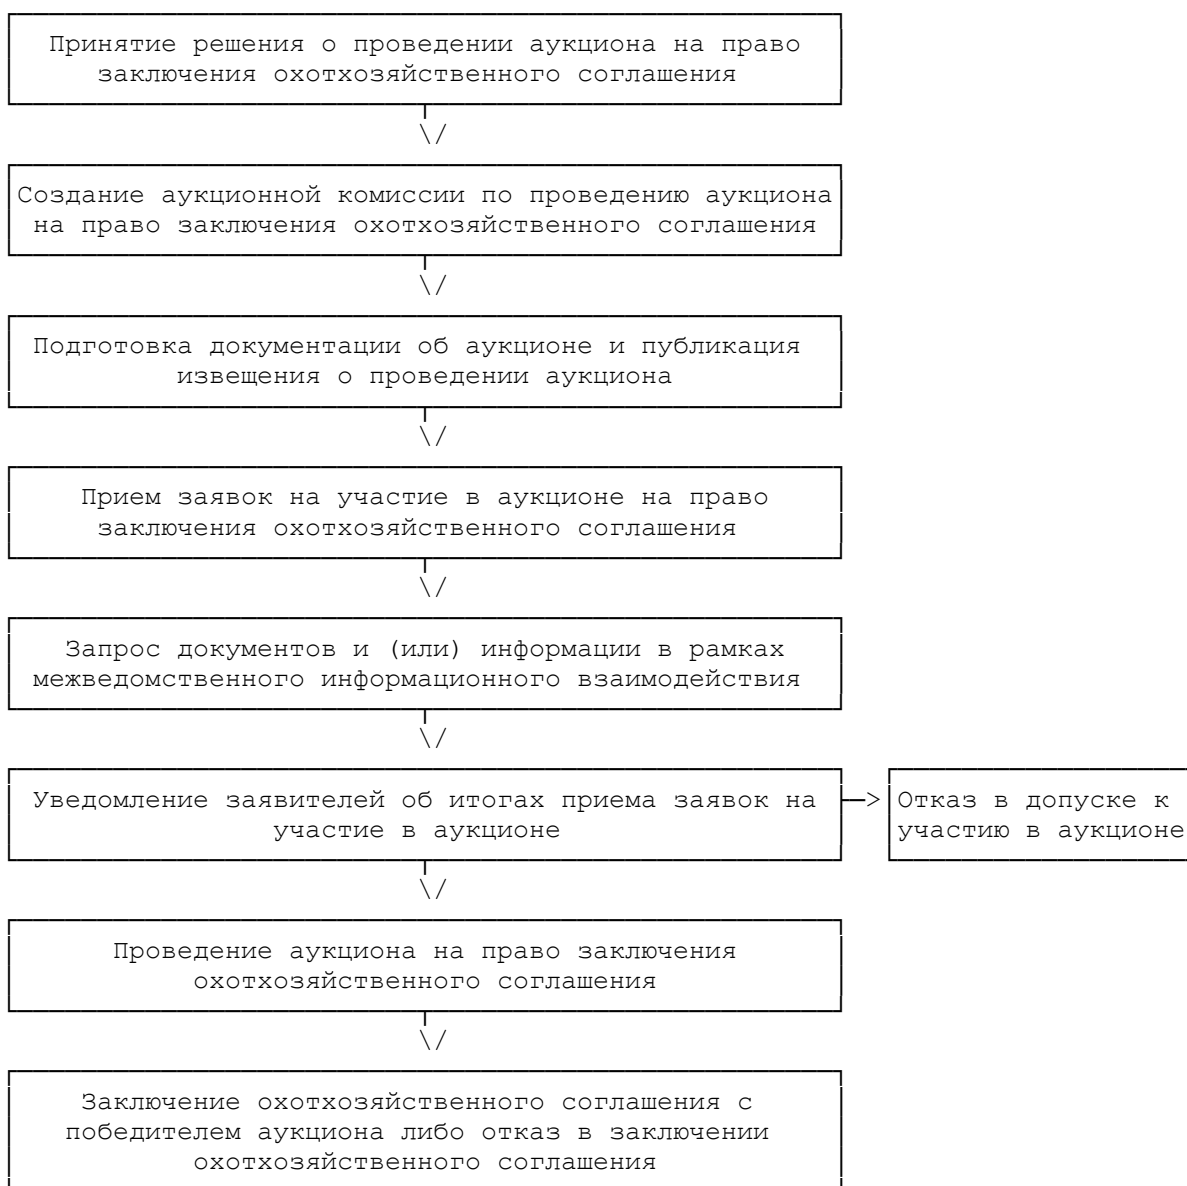 Принятие решения о проведении аукциона на право
заключения охотхозяйственного соглашения
Создание аукционной комиссии по проведению аукциона
на право заключения охотхозяйственного соглашения
Подготовка документации об аукционе и публикация
извещения о проведении аукциона
Прием заявок на участие в аукционе на право
заключения охотхозяйственного соглашения
Запрос документов и (или) информации в рамках
межведомственного информационного взаимодействия
Уведомление заявителей об итогах приема заявок на
участие в аукционе
Отказ в допуске к
участию в аукционе
Проведение аукциона на право заключения
охотхозяйственного соглашения
Заключение охотхозяйственного соглашения с
победителем аукциона либо отказ в заключении
охотхозяйственного соглашения